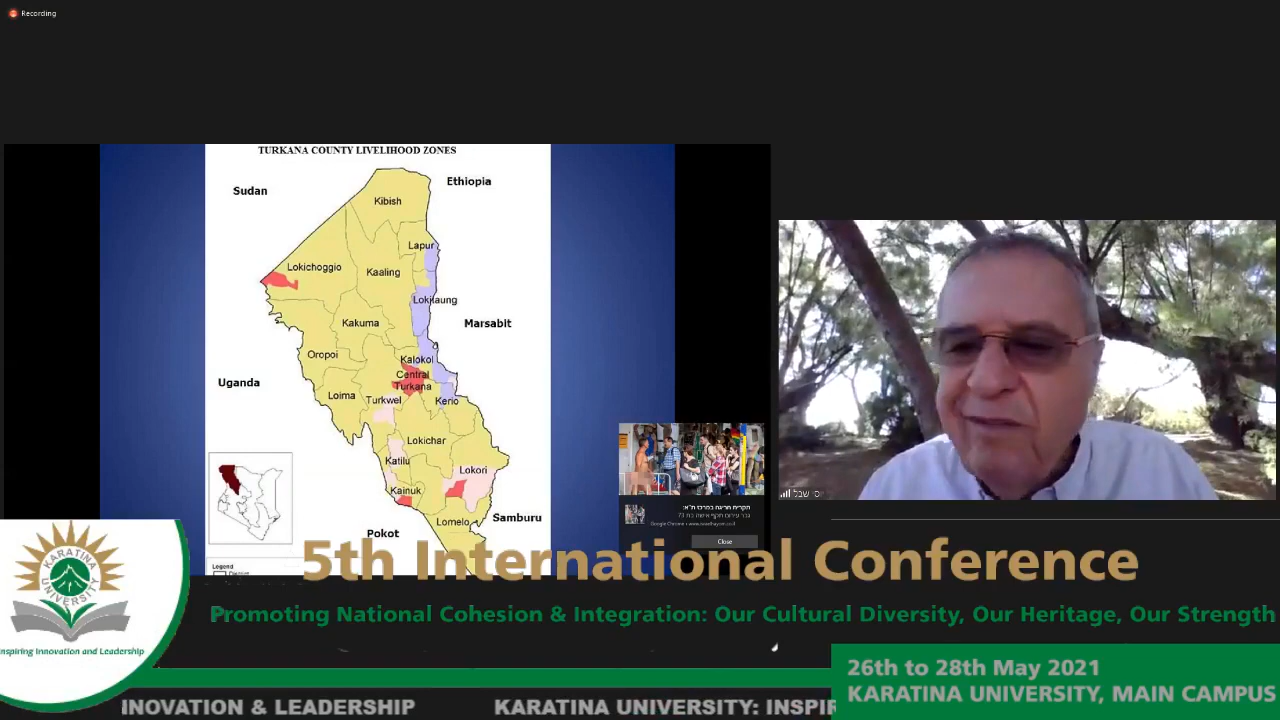 Recording
TURKANA COUNTY LIVELIHOOD ZONES
Sudan
Ethiopia
Kibish
Lapur
Lokichoggio
Kaaling
Lokitaung
Marsabit
Kakuma
Oropoi
Kalokol
Central
Turkana
Uganda
Loima
Turkwel
Kerio
Lokichar
Katilu
Lokori
Kainuk
Samburu
Lomelo
Pokot
Legend
Close
5th International Conference
Promoting National Cohesion & Integration: Our Cultural Diversity, Our Heritage, Our Strength
KARATINA
UNIVERSITY
Inspiring Innovation and Leadership
26th to 28th May 2021
KARATINA UNIVERSITY, MAIN CAMPUS
INOVATION & LEADERSHIP
KARATINA UNIVERSITY: INSPIR